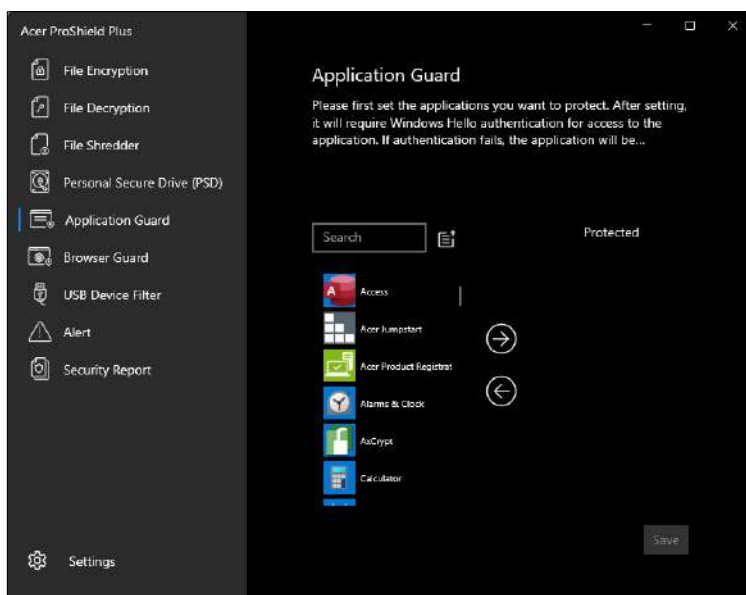 Acer ProShield Plus
File Encryption
File Decryption
File Shredder
Personal Secure Drive (PSD)
Application Guard
Browser Guard
USB Device Filter
Alert
Security Report
Settings
Application Guard
Please first set the applications you want to protect. After setting,
it will require Windows Hello authentication for access to the
application. If authentication fails, the application will be...
Search
Protected
Access
Acer Jumpstart
Acer Product Registrat
Alarms & Clock
AxCrypt
Calculator
Save